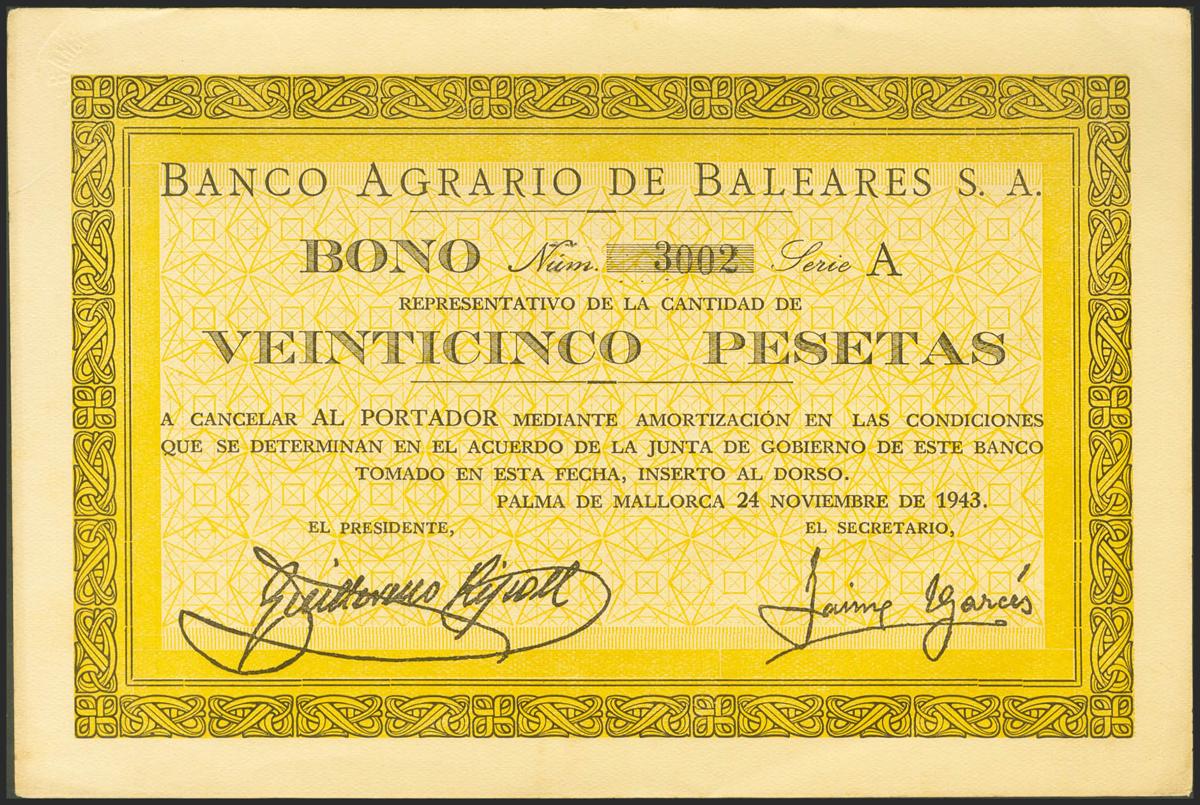 BANCO AGRARIO DE BALEARES S. A.
BONO Núm. 3002 Serie A
REPRESENTATIVO DE LA CANTIDAD DE
VEINTICINCO PESETAS
A CANCELAR AL PORTADOR MEDIANTE AMORTIZACIÓN EN LAS CONDICIONES
QUE SE DETERMINAN EN EL ACUERDO DE LA JUNTA DE GOBIERNO DE ESTE BANCO
TOMADO EN ESTA FECHA, INSERTO AL DORSO.
PALMA DE MALLORCA 24 NOVIEMBRE DE 1943.
EL PRESIDENTE, EL SECRETARIO,
Guillermo Ripoll Jaime Garcés